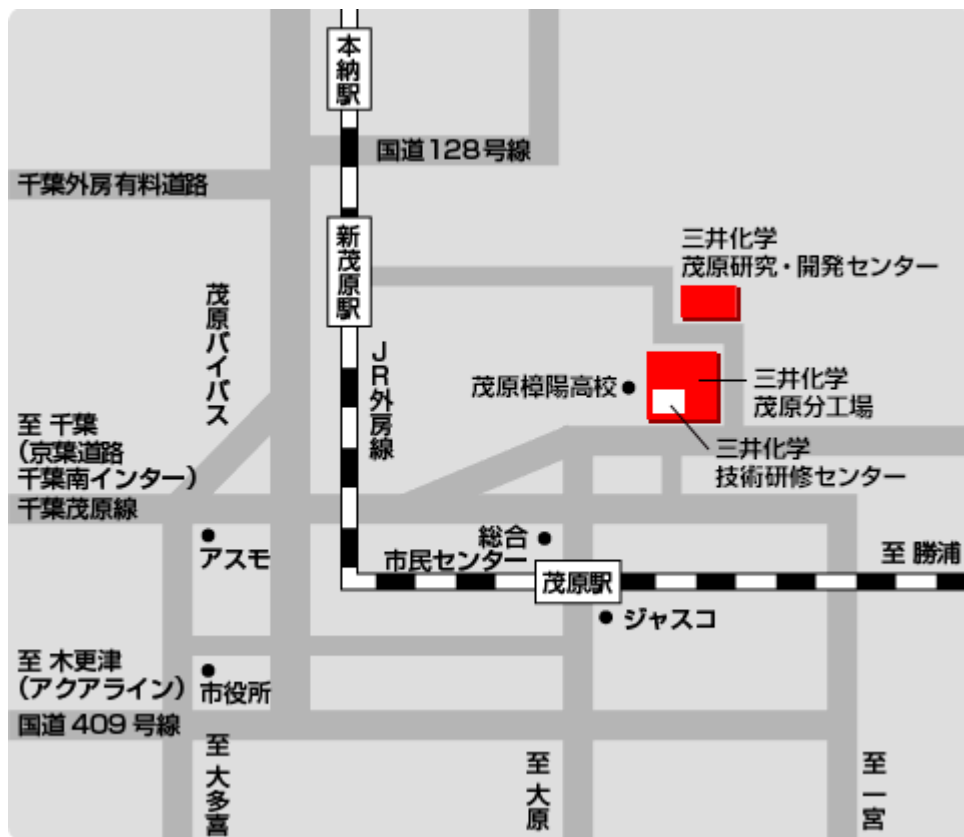 本納駅
国道128号線
千葉外房有料道路
新茂原駅
三井化学
茂原研究・開発センター
茂原バイパス
JR外房線
茂原樟陽高校
三井化学
茂原分工場
至 千葉
（京葉道路
千葉南インター）
三井化学
技術研修センター
千葉茂原線
アスモ
総合
市民センター
至 勝浦
茂原駅
ジャスコ
至 木更津
（アクアライン）
市役所
国道409号線
至 大多喜
至 大原
至 一宮